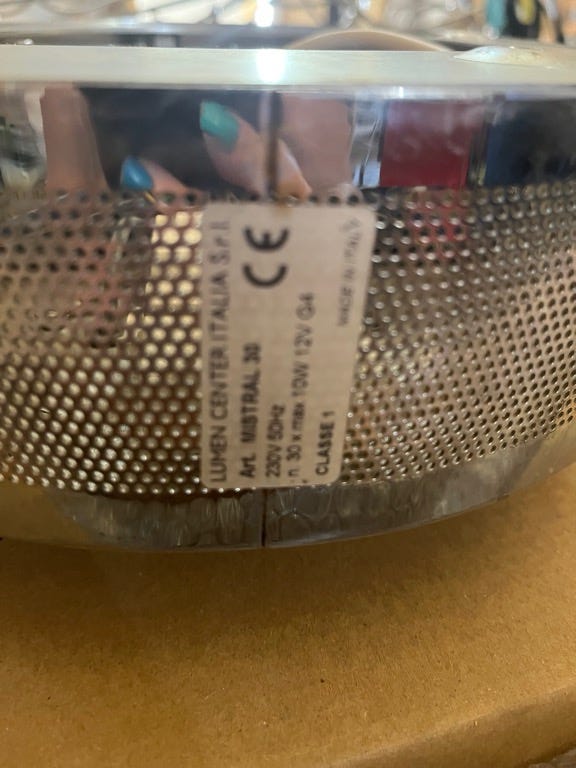 LUMEN CENTER ITALIA S.r.l.
Art. MISTRAL 30
230V 50Hz
n. 30 x max 10W 12V G4
CLASSE 1
CE
MADE IN ITALY